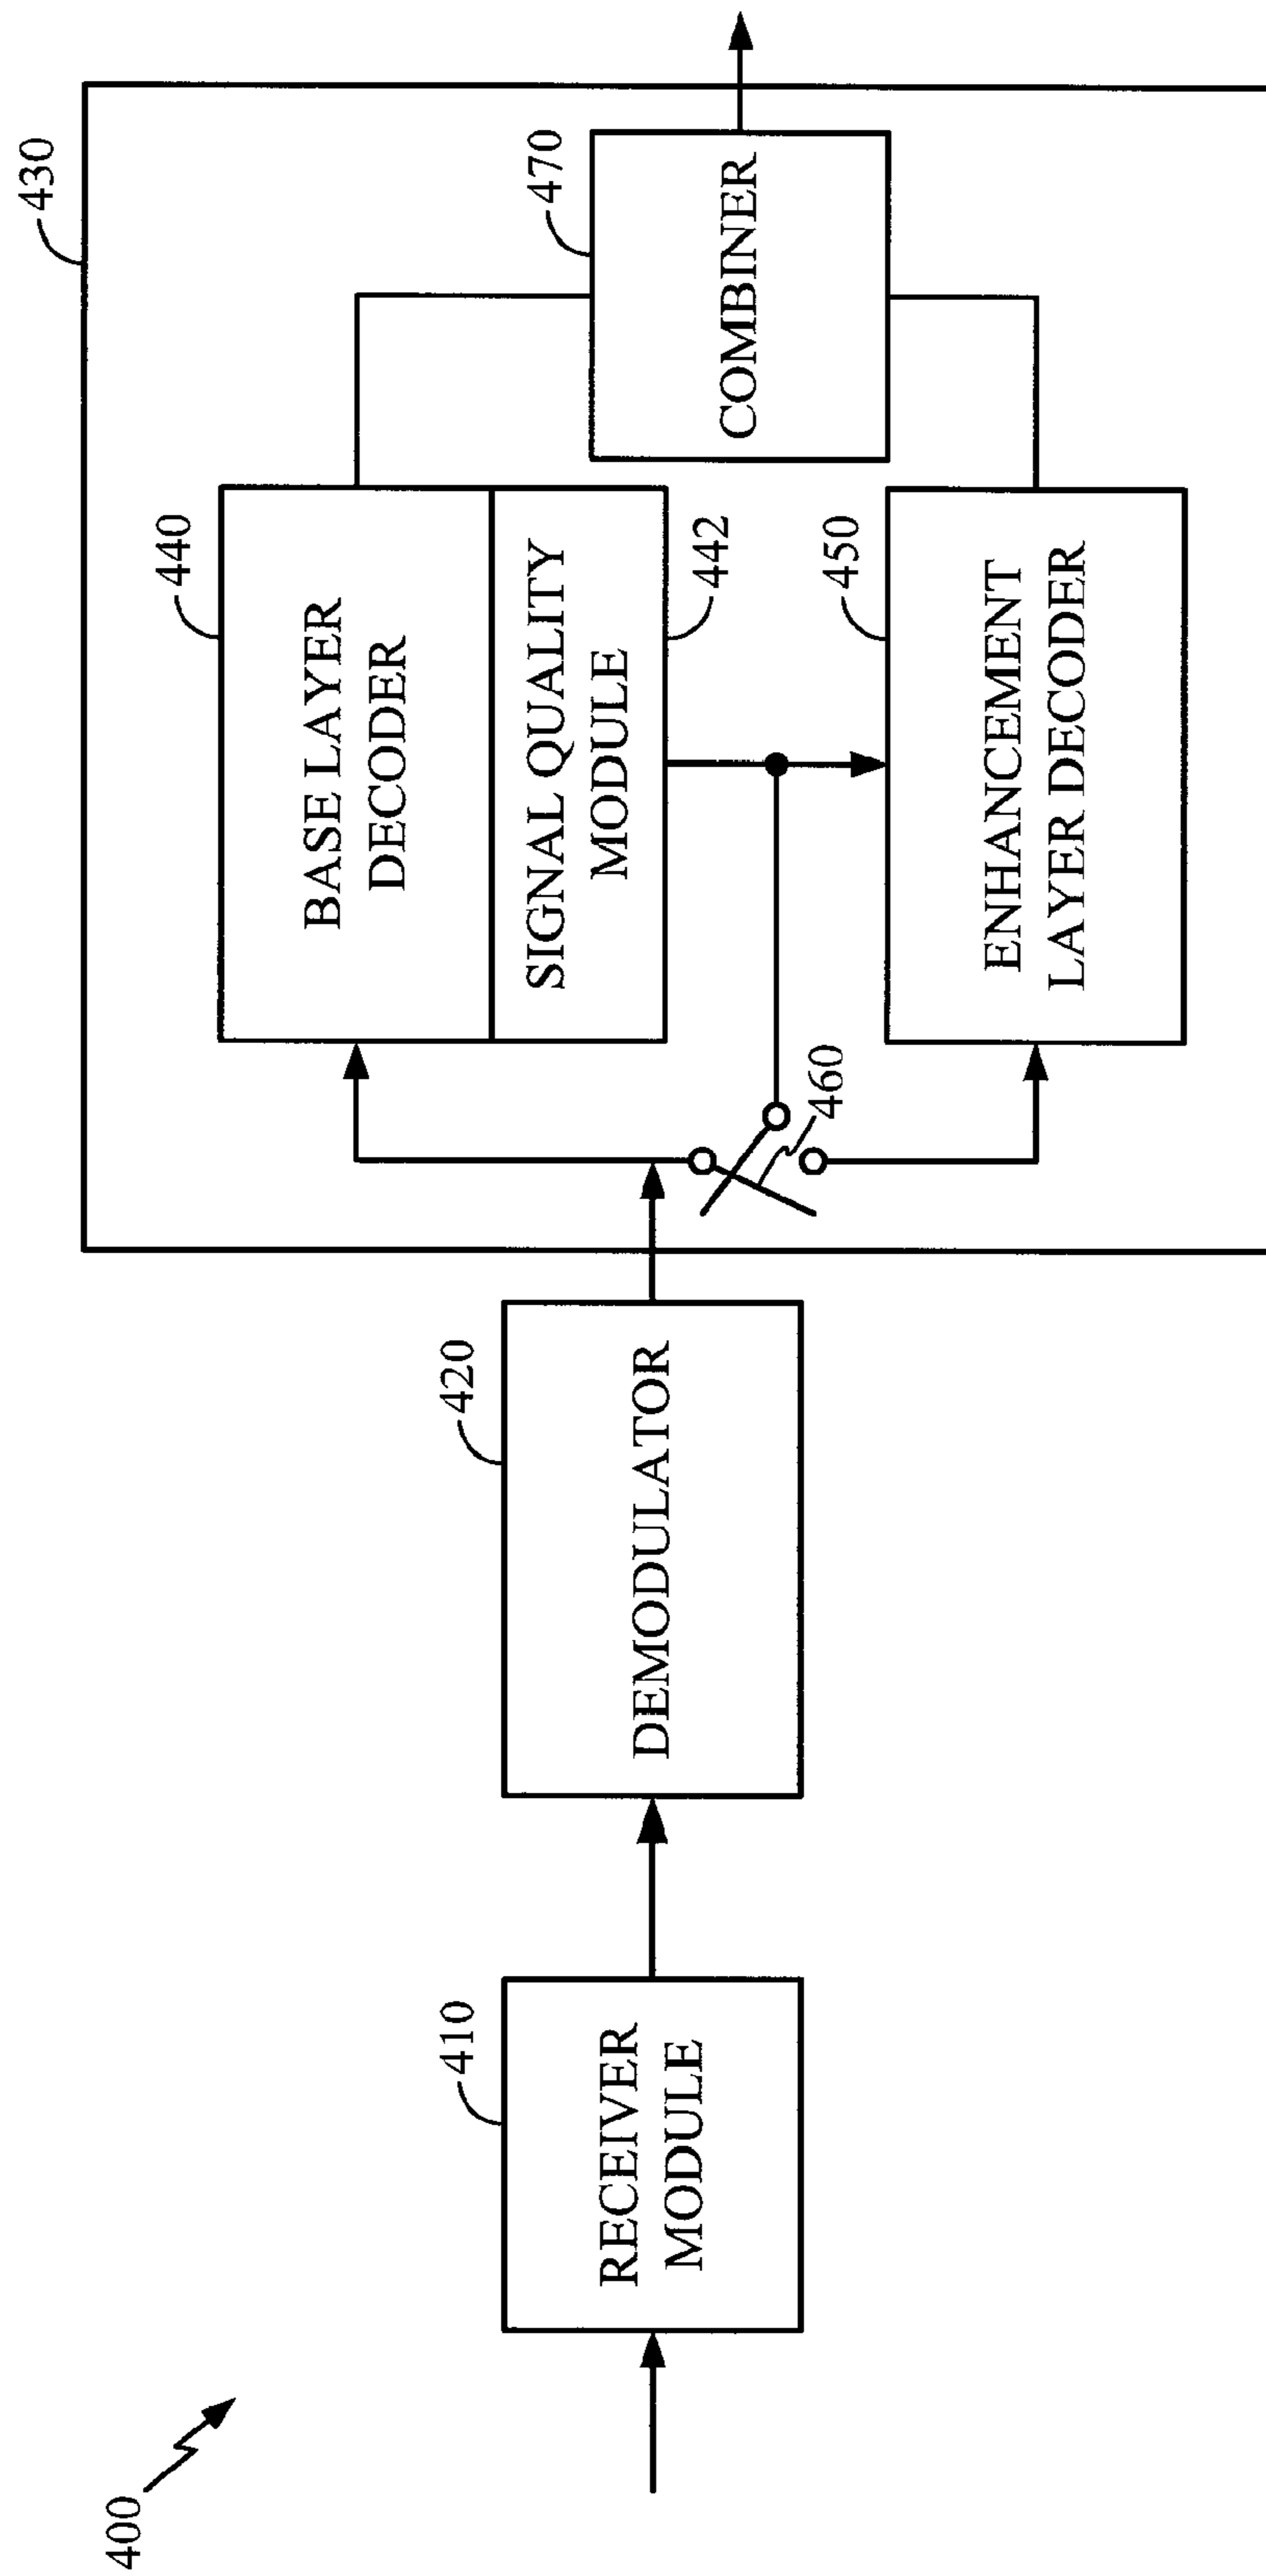 400
410
RECEIVER
MODULE
420
DEMODULATOR
430
440
BASE LAYER
DECODER
SIGNAL QUALITY
MODULE
442
450
ENHANCEMENT
LAYER DECODER
460
470
COMBINER